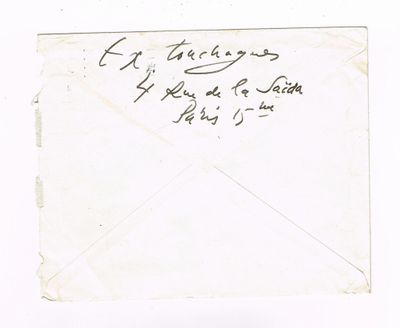 Ex. Touchagues
4 Rue de la Saïda
Paris 15me